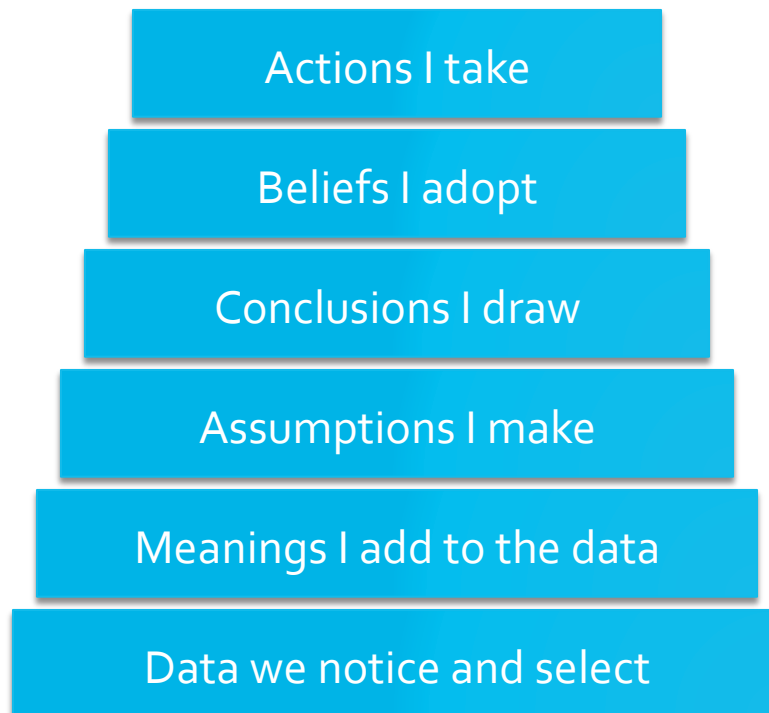 Actions I take
Beliefs I adopt
Conclusions I draw
Assumptions I make
Meanings I add to the data
Data we notice and select